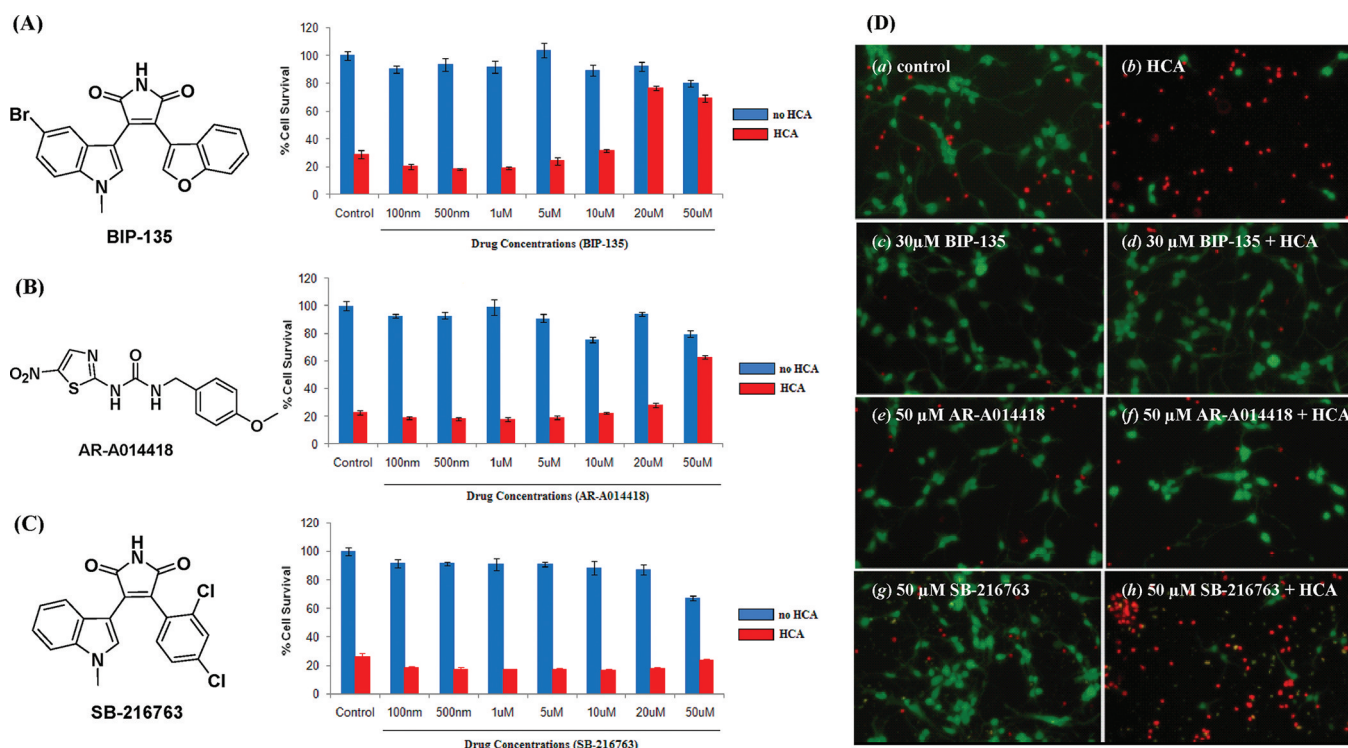 (A)
H
N
O
O
Br
N
O
BIP-135
120
100
80
60
40
20
0
% Cell Survival
Control
100nm
500nm
1uM
5uM
10uM
20uM
50uM
Drug Concentrations (BIP-135)
no HCA
HCA
(B)
O2N
N
S
O
N
H
N
H
O
AR-A014418
120
100
80
60
40
20
0
% Cell Survival
Control
100nm
500nm
1uM
5uM
10uM
20uM
50uM
Drug Concentrations (AR-A014418)
no HCA
HCA
(C)
H
N
O
O
Cl
N
Cl
SB-216763
120
100
80
60
40
20
0
% Cell Survival
Control
100nm
500nm
1uM
5uM
10uM
20uM
50uM
Drug Concentrations (SB-216763)
no HCA
HCA
(D)
(a) control
(b) HCA
(c) 30µM BIP-135
(d) 30 µM BIP-135 + HCA
(e) 50 µM AR-A014418
(f) 50 µM AR-A014418 + HCA
(g) 50 µM SB-216763
(h) 50 µM SB-216763 + HCA